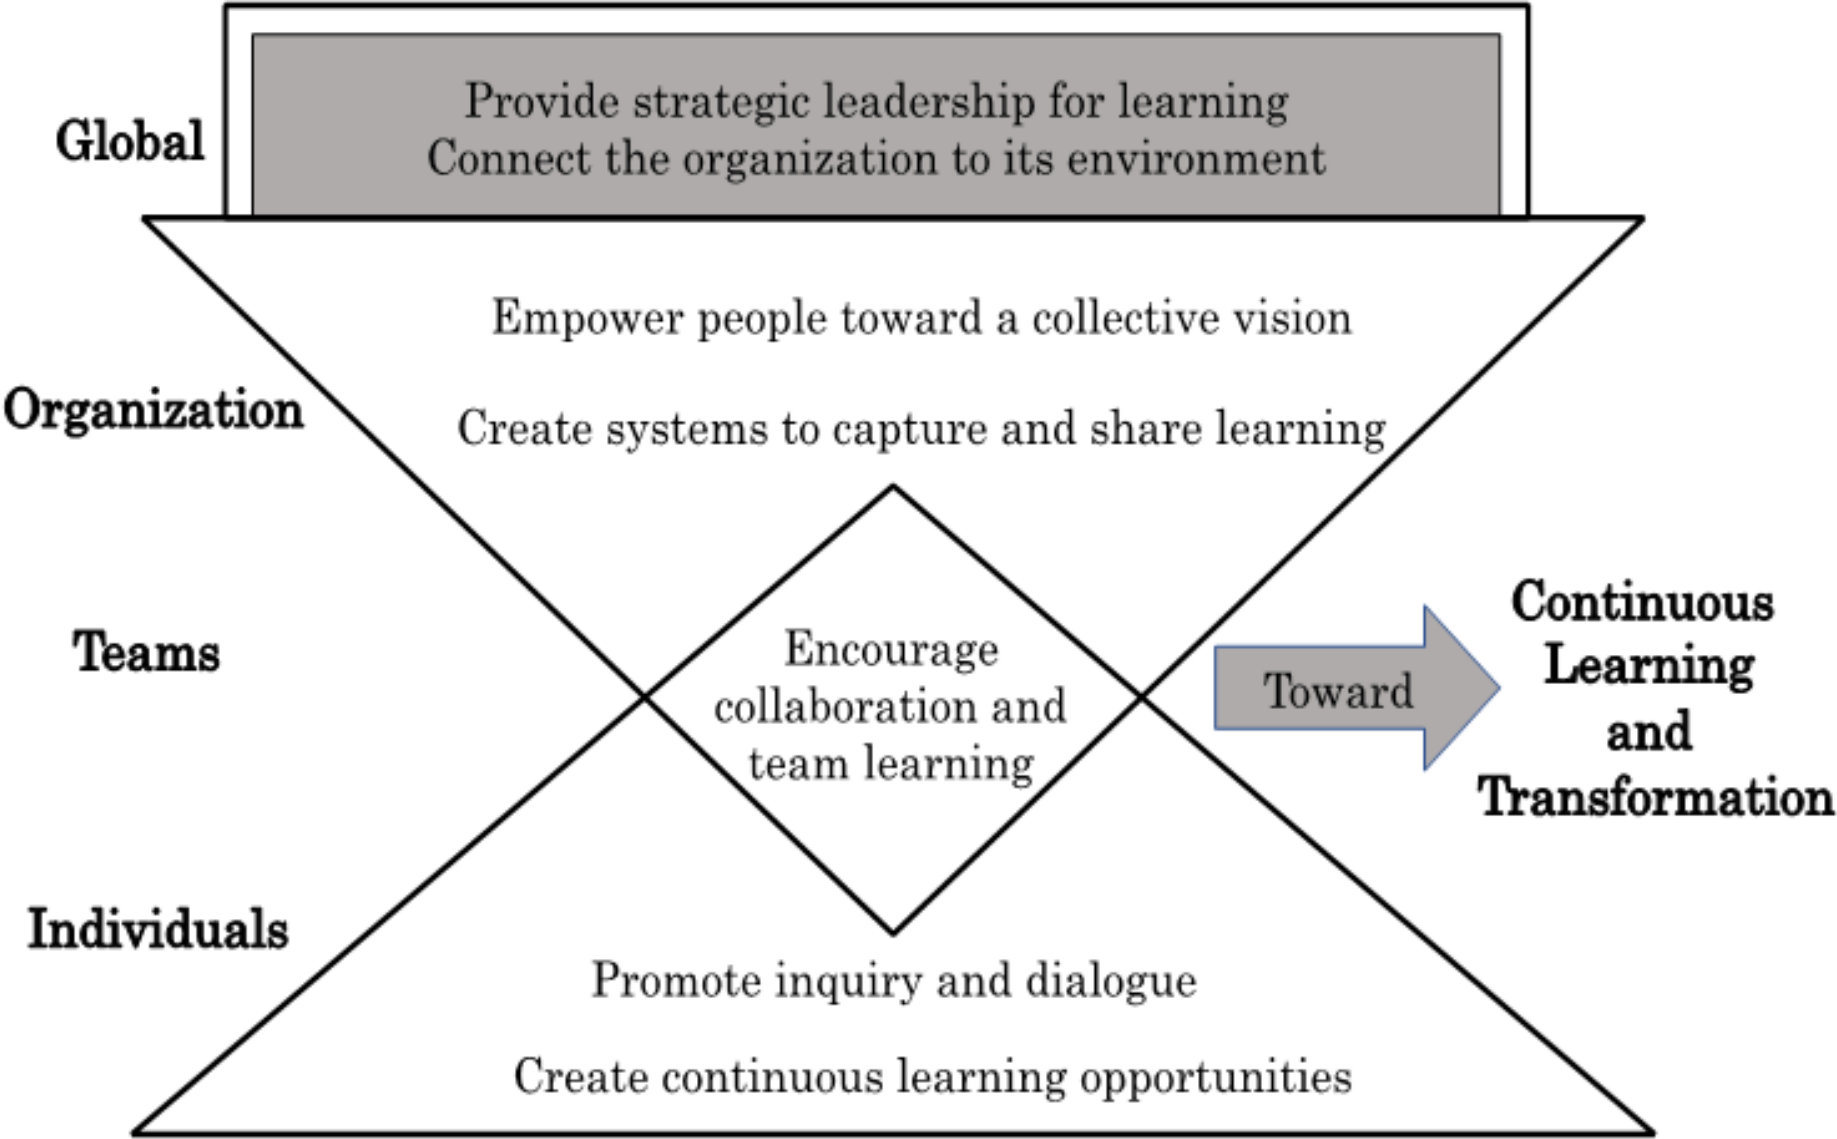 Global
Provide strategic leadership for learning
Connect the organization to its environment
Empower people toward a collective vision
Organization
Create systems to capture and share learning
Teams
Encourage
collaboration and
team learning
Toward
Continuous
Learning
and
Transformation
Individuals
Promote inquiry and dialogue
Create continuous learning opportunities